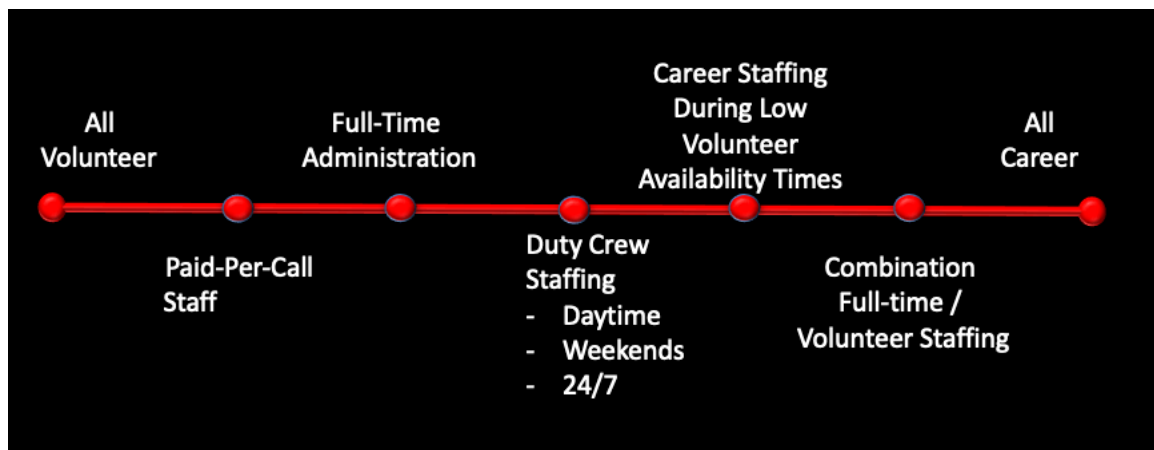 All
Volunteer
Paid-Per-Call
Staff
Full-Time
Administration
Duty Crew
Staffing
- Daytime
- Weekends
- 24/7
Career Staffing
During Low
Volunteer
Availability Times
Combination
Full-time /
Volunteer Staffing
All
Career